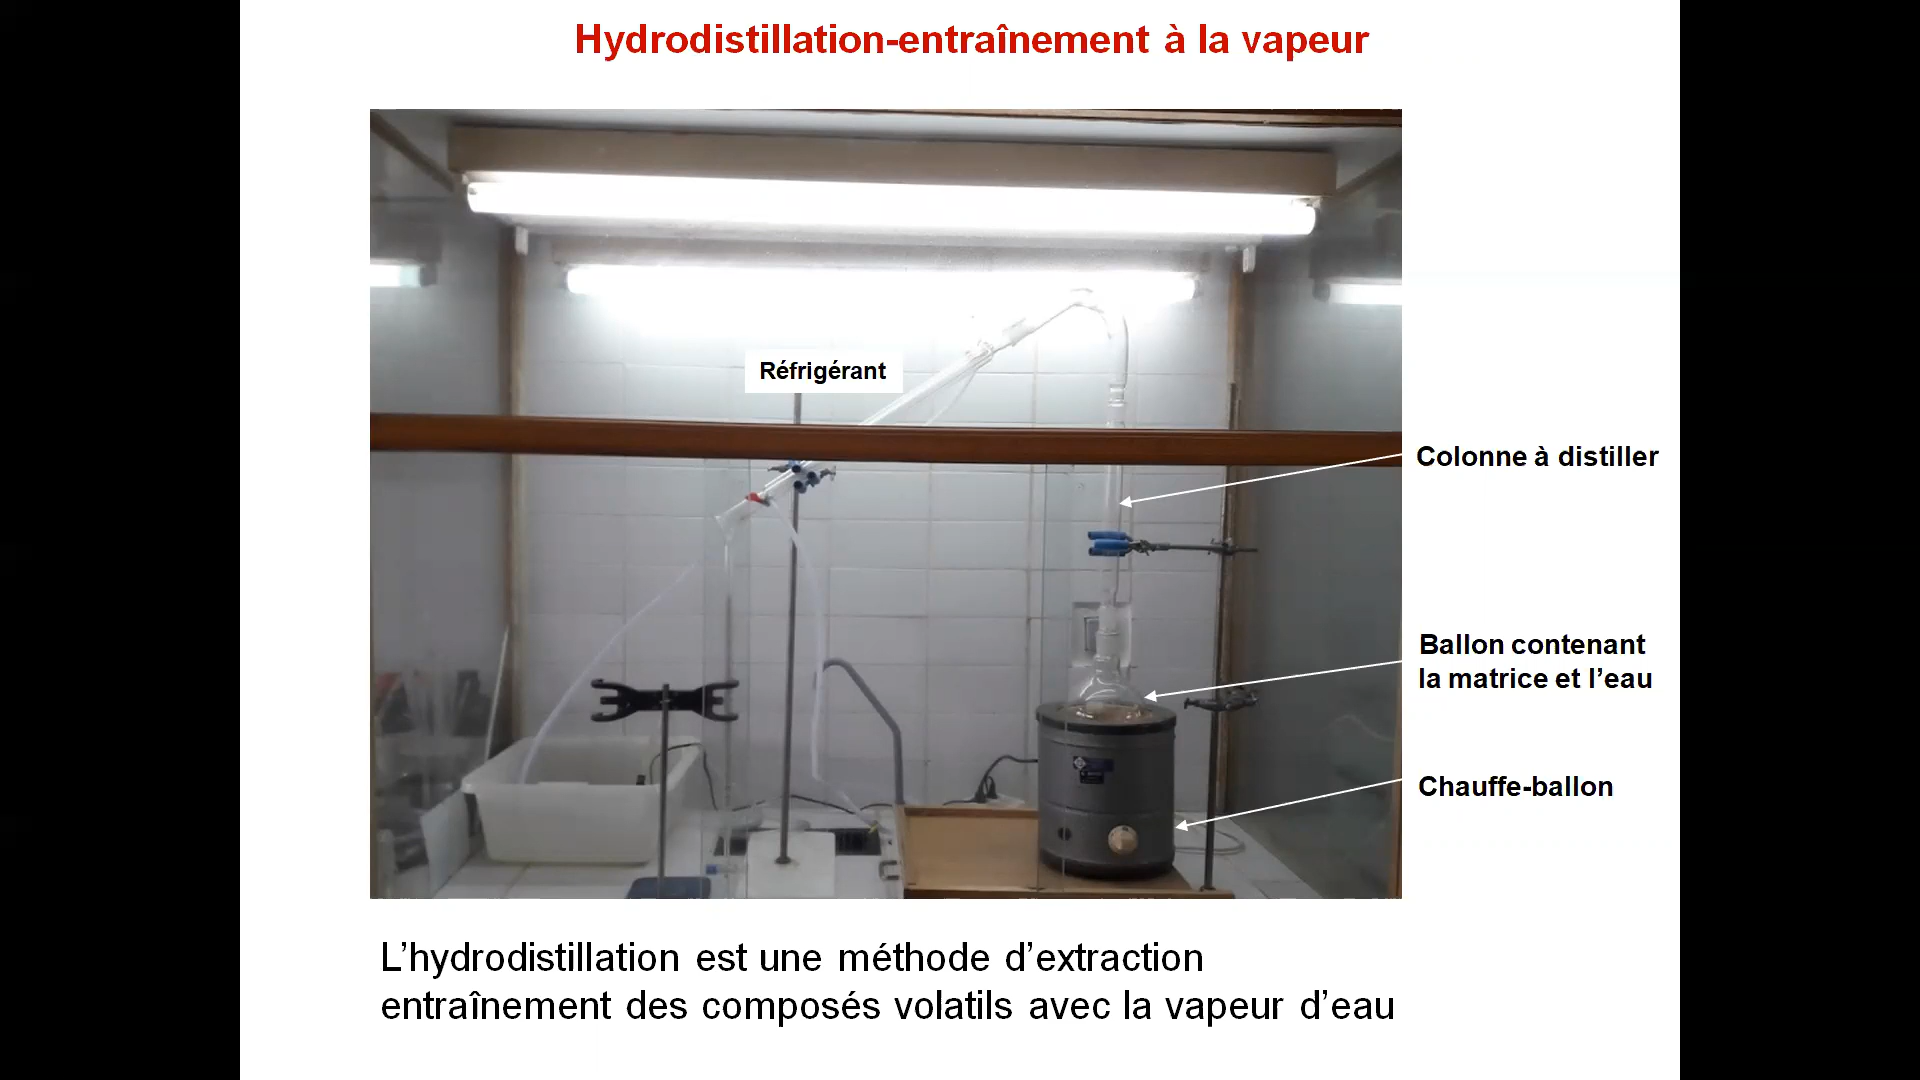 Hydrodistillation-entraînement à la vapeur
Réfrigérant
Colonne à distiller
Ballon contenant
la matrice et l’eau
Chauffe-ballon
L’hydrodistillation est une méthode d’extraction
entraînement des composés volatils avec la vapeur d’eau